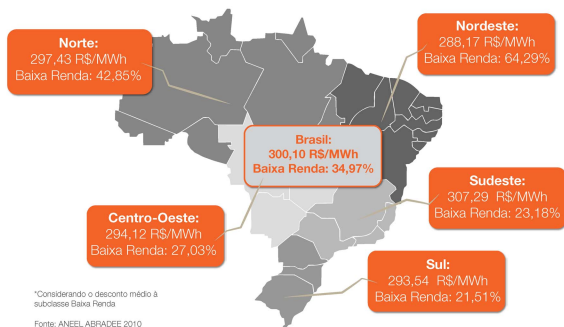 Norte:
297,43 R$/MWh
Baixa Renda: 42,85%
Nordeste:
288,17 R$/MWh
Baixa Renda: 64,29%
Brasil:
300,10 R$/MWh
Baixa Renda: 34,97%
Sudeste:
307,29 R$/MWh
Baixa Renda: 23,18%
Centro-Oeste:
294,12 R$/MWh
Baixa Renda: 27,03%
Sul:
293,54 R$/MWh
Baixa Renda: 21,51%
*Considerando o desconto médio à
subclasse Baixa Renda
Fonte: ANEEL ABRADEE 2010